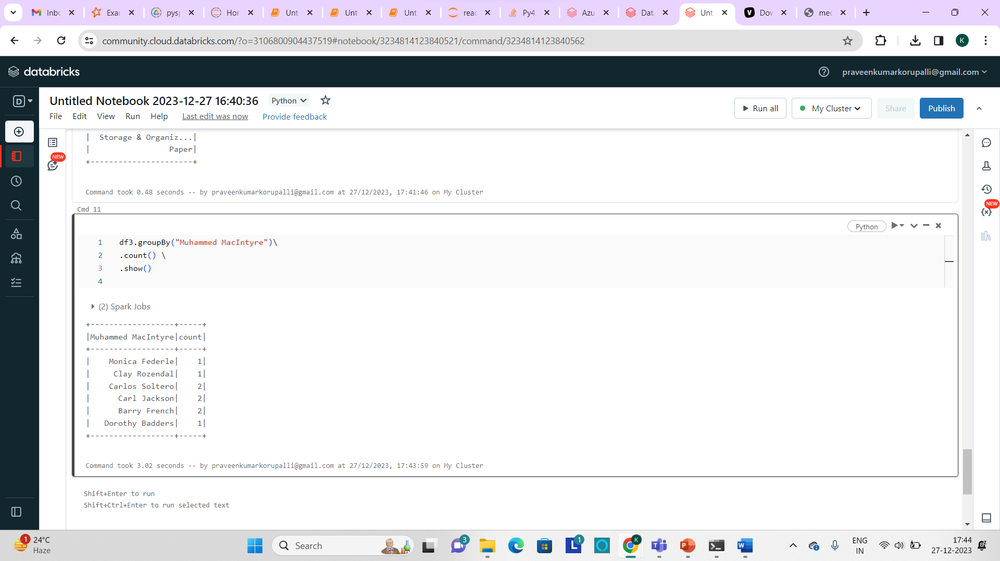 Inbc
Exar
pysp
Hor
Unt
Unt
Unt
reac
Py4.
Azu
Dat
Unt
Dov
mec
community.cloud.databricks.com/?o=3106800904437519#notebook/3234814123840521/command/3234814123840562
K
databricks
praveenkumarkorupalli@gmail.com
D
Untitled Notebook 2023-12-27 16:40:36
Python
File Edit View Run Help Last edit was now Provide feedback
Run all
My Cluster
Share
Publish
NEW
NEW
| Storage & Organiz...|
| Paper|
+----------------------+
Command took 0.48 seconds -- by praveenkumarkorupalli@gmail.com at 27/12/2023, 17:41:46 on My Cluster
Cmd 11
Python
1 df3.groupBy("Muhammed MacIntyre")\
2 .count() \
3 .show()
4
(2) Spark Jobs
+------------------+-----+
|Muhammed MacIntyre|count|
+------------------+-----+
| Monica Federle| 1|
| Clay Rozendal| 1|
| Carlos Soltero| 2|
| Carl Jackson| 2|
| Barry French| 2|
| Dorothy Badders| 1|
+------------------+-----+
Command took 3.02 seconds -- by praveenkumarkorupalli@gmail.com at 27/12/2023, 17:43:59 on My Cluster
Shift+Enter to run
Shift+Ctrl+Enter to run selected text
1
24°C
Haze
Search
3
1
K
ENG
IN
17:44
27-12-2023